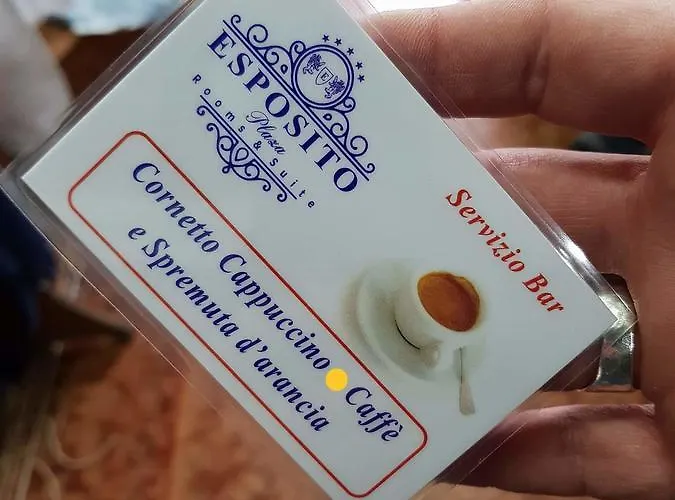 ESPOSITO
Plaza
Rooms & Suite
Servizio Bar
Cornetto Cappuccino Caffè
e Spremuta d'arancia